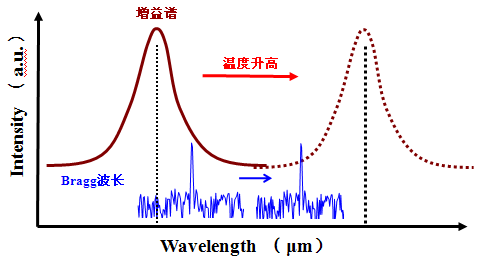 增益谱
温度升高
Bragg波长
Intensity （a.u.）
Wavelength （μm）